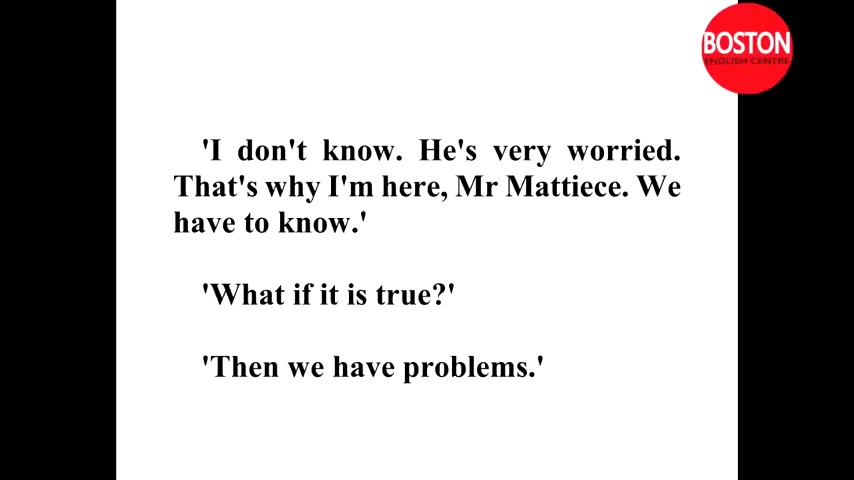 BOSTON
ENGLISH CENTRE
'I don't know. He's very worried.
That's why I'm here, Mr Mattiece. We
have to know.'
'What if it is true?'
'Then we have problems.'